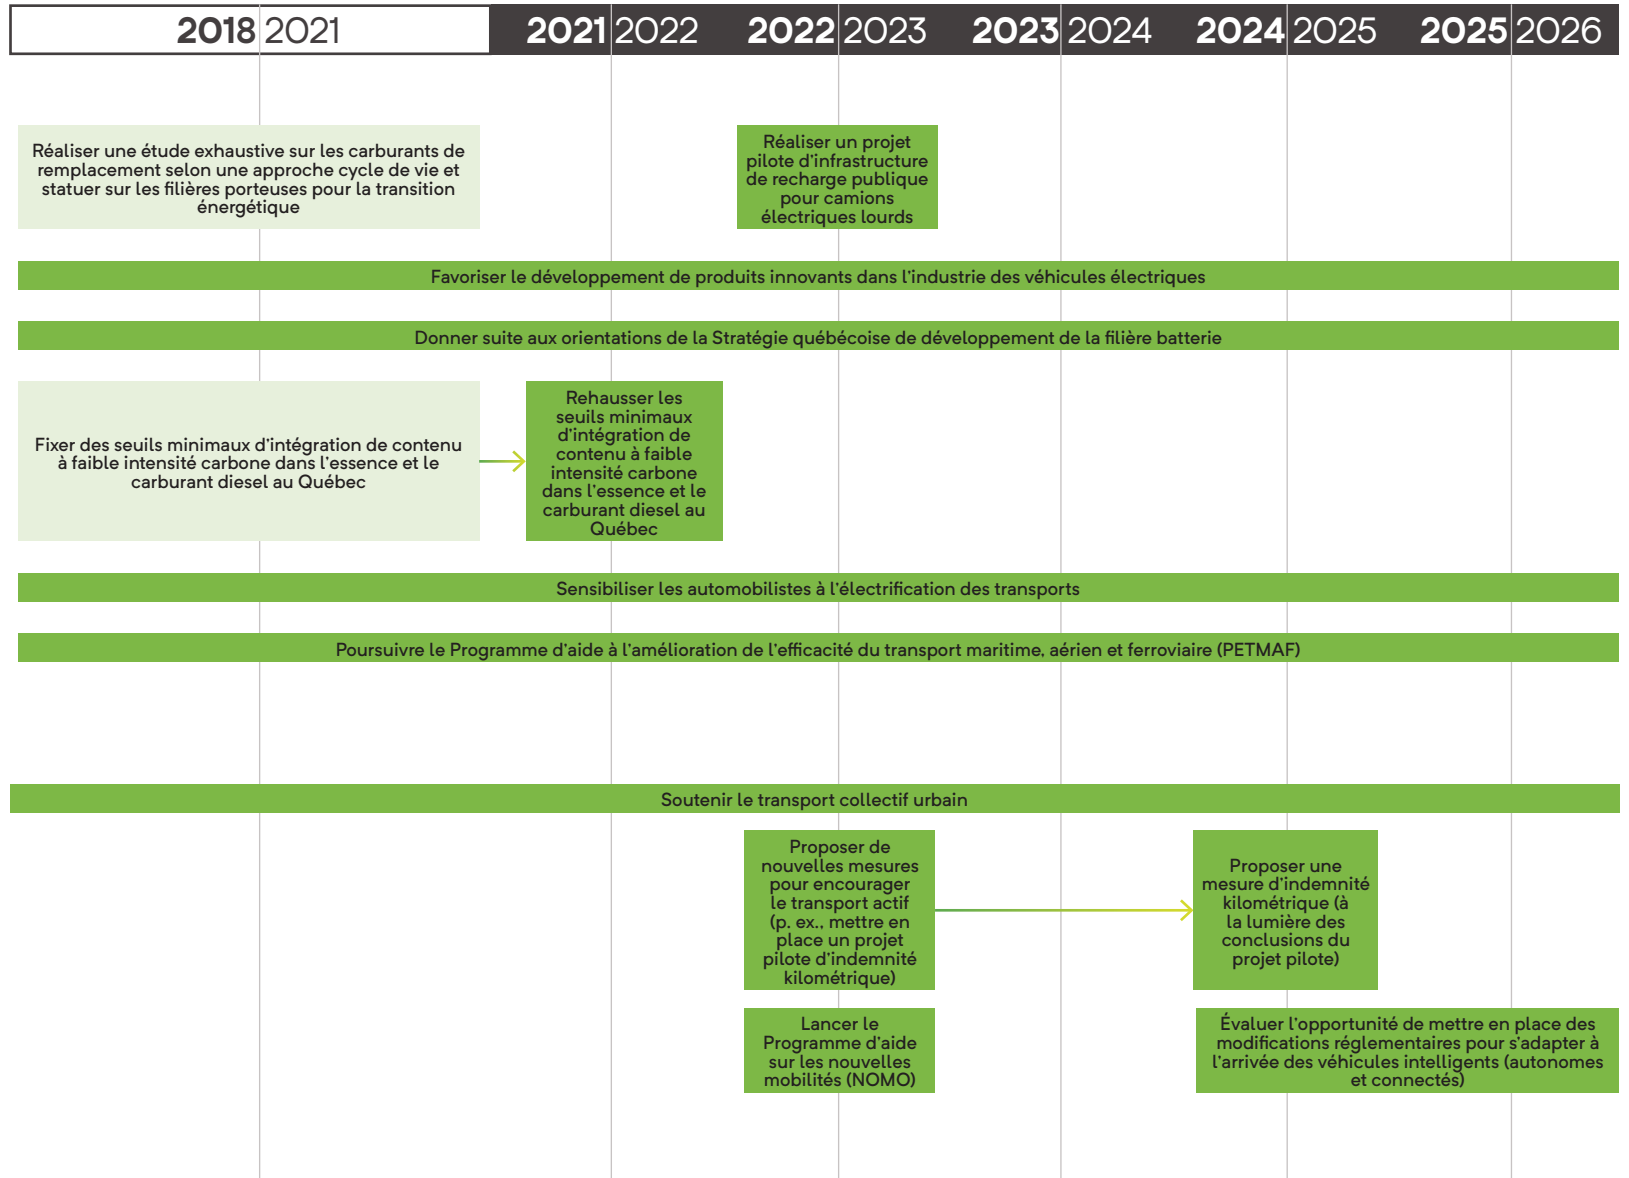 2018 2021 2021 2022 2022 2023 2023 2024 2024 2025 2025 2026
Réaliser une étude exhaustive sur les carburants de
remplacement selon une approche cycle de vie et
statuer sur les filières porteuses pour la transition
énergétique
Réaliser un projet
pilote d'infrastructure
de recharge publique
pour camions
électriques lourds
Favoriser le développement de produits innovants dans l'industrie des véhicules électriques
Donner suite aux orientations de la Stratégie québécoise de développement de la filière batterie
Fixer des seuils minimaux d'intégration de contenu
à faible intensité carbone dans l'essence et le
carburant diesel au Québec
Rehausser les
seuils minimaux
d'intégration de
contenu à faible
intensité carbone
dans l'essence et le
carburant diesel au
Québec
Sensibiliser les automobilistes à l'électrification des transports
Poursuivre le Programme d'aide à l'amélioration de l'efficacité du transport maritime, aérien et ferroviaire (PETMAF)
Soutenir le transport collectif urbain
Proposer de
nouvelles mesures
pour encourager
le transport actif
(p. ex., mettre en
place un projet
pilote d'indemnité
kilométrique)
Proposer une
mesure d'indemnité
kilométrique (à
la lumière des
conclusions du
projet pilote)
Lancer le
Programme d'aide
sur les nouvelles
mobilités (NOMO)
Évaluer l'opportunité de mettre en place des
modifications réglementaires pour s'adapter à
l'arrivée des véhicules intelligents (autonomes
et connectés)